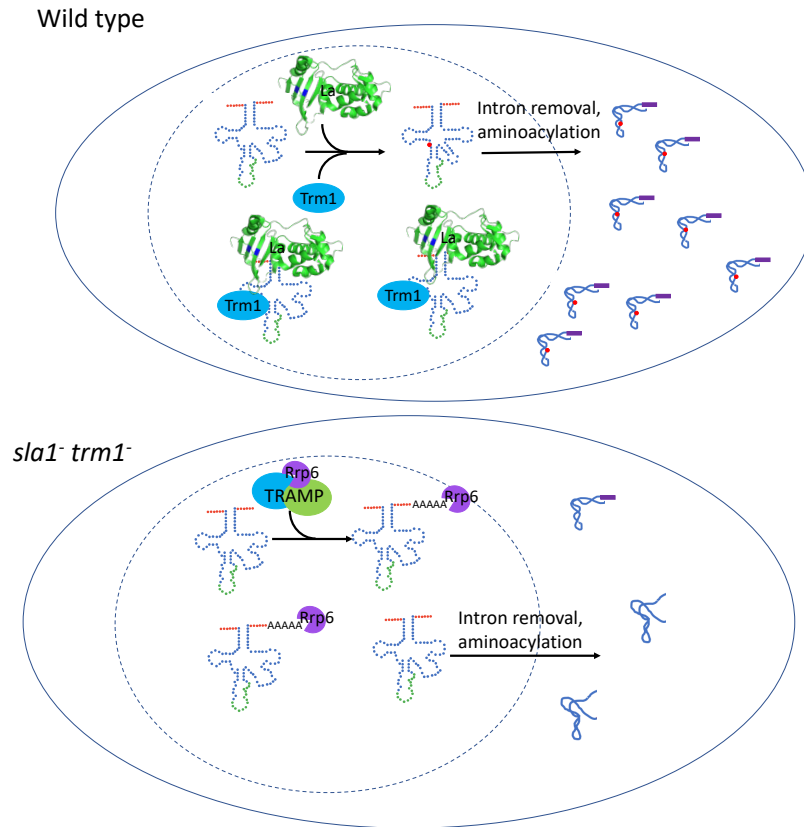 Wild type
La
Intron removal,
aminoacylation
Trm1
La
La
Trm1
Trm1
sla1⁻ trm1⁻
Rrp6
TRAMP
Rrp6
AAAAA
Rrp6
AAAAA
Intron removal,
aminoacylation